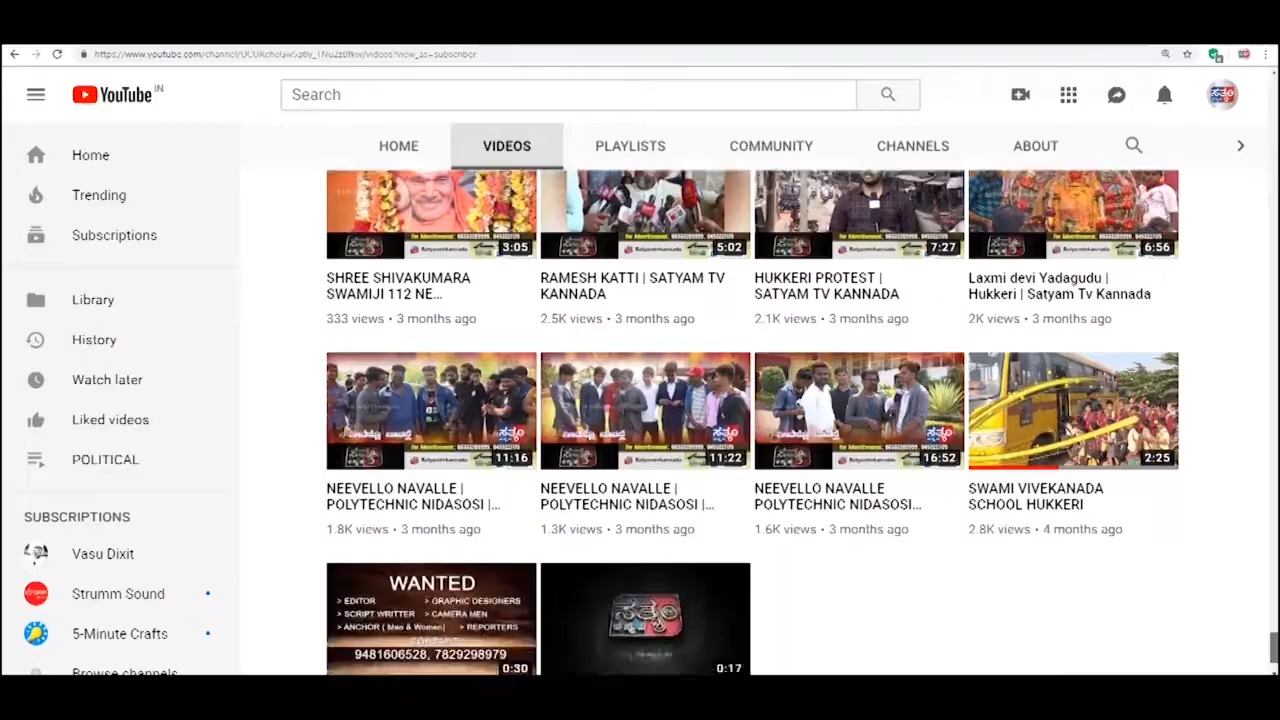 YouTube IN
Search
HOME VIDEOS PLAYLISTS COMMUNITY CHANNELS ABOUT
Home
Trending
Subscriptions
Library
History
Watch later
Liked videos
POLITICAL
SUBSCRIPTIONS
Vasu Dixit
Strumm Sound
5-Minute Crafts
Browse channels
3:05
5:02
7:27
6:56
SHREE SHIVAKUMARA
SWAMIJI 112 NE...
333 views • 3 months ago
RAMESH KATTI | SATYAM TV
KANNADA
2.5K views • 3 months ago
HUKKERI PROTEST |
SATYAM TV KANNADA
2.1K views • 3 months ago
Laxmi devi Yadagudu |
Hukkeri | Satyam Tv Kannada
2K views • 3 months ago
ಸತ್ಯಂ
11:16
ಸತ್ಯಂ
11:22
ಸತ್ಯಂ
16:52
2:25
NEEVELLO NAVALLE |
POLYTECHNIC NIDASOSI |...
1.8K views • 3 months ago
NEEVELLO NAVALLE |
POLYTECHNIC NIDASOSI |...
1.3K views • 3 months ago
NEEVELLO NAVALLE
POLYTECHNIC NIDASOSI...
1.6K views • 3 months ago
SWAMI VIVEKANADA
SCHOOL HUKKERI
2.8K views • 4 months ago
WANTED
> EDITOR > GRAPHIC DESIGNERS
> SCRIPT WRITTER > CAMERA MEN
> ANCHOR ( Men & Women) > REPORTERS
9481606528, 7829298979
0:30
ಸತ್ಯಂ
0:17